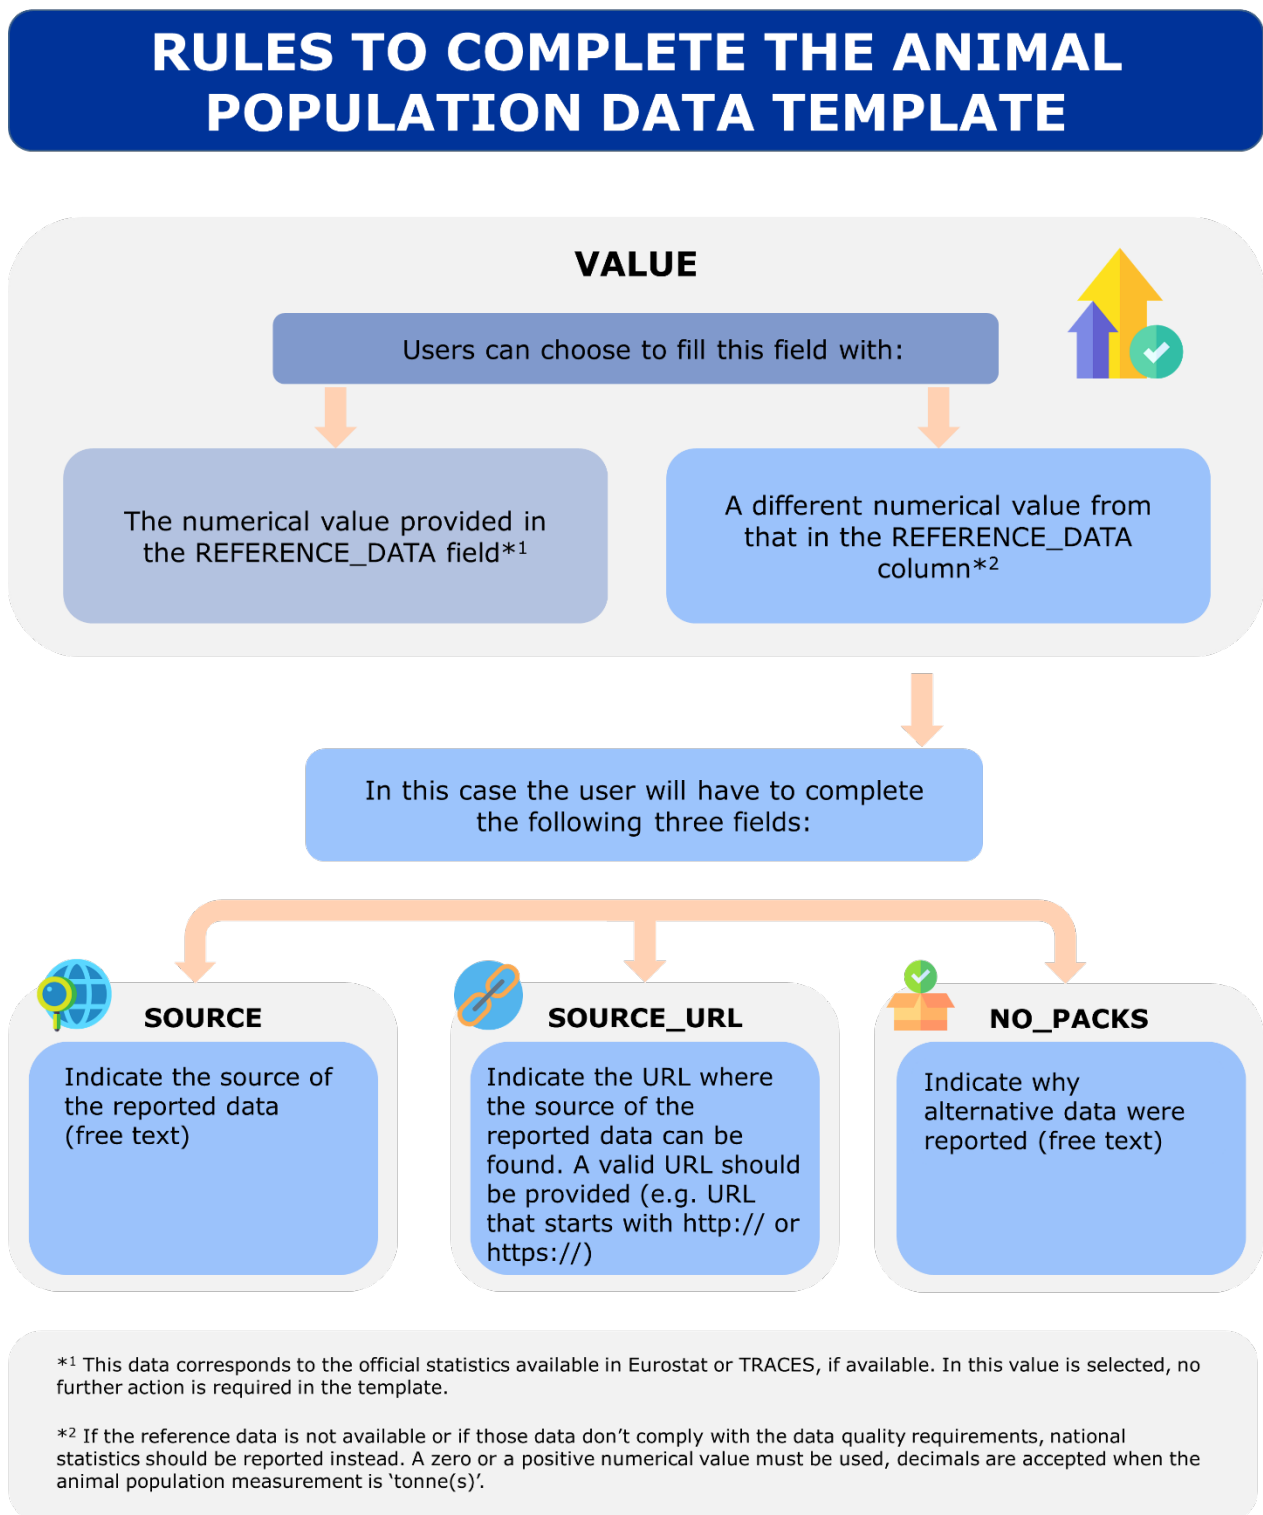 RULES TO COMPLETE THE ANIMAL
POPULATION DATA TEMPLATE
VALUE
Users can choose to fill this field with:
The numerical value provided in
the REFERENCE_DATA field*¹
A different numerical value from
that in the REFERENCE_DATA
column*²
In this case the user will have to complete
the following three fields:
SOURCE
Indicate the source of
the reported data
(free text)
SOURCE_URL
Indicate the URL where
the source of the
reported data can be
found. A valid URL should
be provided (e.g. URL
that starts with http:// or
https://)
NO_PACKS
Indicate why
alternative data were
reported (free text)
*¹ This data corresponds to the official statistics available in Eurostat or TRACES, if available. In this value is selected, no
further action is required in the template.
*² If the reference data is not available or if those data don’t comply with the data quality requirements, national
statistics should be reported instead. A zero or a positive numerical value must be used, decimals are accepted when the
animal population measurement is ‘tonne(s)’.